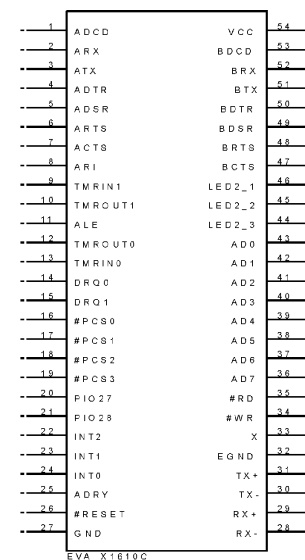 1 ADCD VCC 54
2 ARX BDCD 53
3 ATX BRX 52
4 ADTR BTX 51
5 ADSR BDTR 50
6 ARTS BDSR 49
7 ACTS BRTS 48
8 ARI BCTS 47
9 TMRIN1 LED2_1 46
10 TMROUT1 LED2_2 45
11 ALE LED2_3 44
12 TMROUT0 AD0 43
13 TMRIN0 AD1 42
14 DRQ0 AD2 41
15 DRQ1 AD3 40
16 #PCS0 AD4 39
17 #PCS1 AD5 38
18 #PCS2 AD6 37
19 #PCS3 AD7 36
20 PIO27 #RD 35
21 PIO28 #WR 34
22 INT2 X 33
23 INT1 EGND 32
24 INT0 TX+ 31
25 ADRY TX- 30
26 #RESET RX+ 29
27 GND RX- 28
EVA X1610C